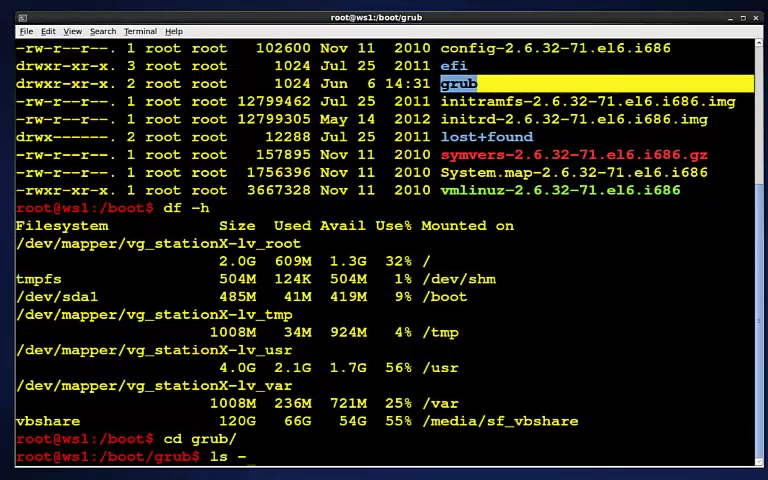 root@ws1:/boot/grub
File Edit View Search Terminal Help
-rw-r--r--. 1 root root   102600 Nov 11  2010 config-2.6.32-71.el6.i686
drwxr-xr-x. 3 root root     1024 Jul 25  2011 efi
drwxr-xr-x. 2 root root     1024 Jun  6 14:31 grub
-rw-r--r--. 1 root root 12799462 Jul 25  2011 initramfs-2.6.32-71.el6.i686.img
-rw-r--r--. 1 root root 12799305 May 14  2012 initrd-2.6.32-71.el6.i686.img
drwx------. 2 root root    12288 Jul 25  2011 lost+found
-rw-r--r--. 1 root root   157895 Nov 11  2010 symvers-2.6.32-71.el6.i686.gz
-rw-r--r--. 1 root root  1756396 Nov 11  2010 System.map-2.6.32-71.el6.i686
-rwxr-xr-x. 1 root root  3667328 Nov 11  2010 vmlinuz-2.6.32-71.el6.i686
root@ws1:/boot$ df -h
Filesystem            Size  Used Avail Use% Mounted on
/dev/mapper/vg_stationX-lv_root
                      2.0G  609M  1.3G  32% /
tmpfs                 504M  124K  504M   1% /dev/shm
/dev/sda1             485M   41M  419M   9% /boot
/dev/mapper/vg_stationX-lv_tmp
                     1008M   34M  924M   4% /tmp
/dev/mapper/vg_stationX-lv_usr
                      4.0G  2.1G  1.7G  56% /usr
/dev/mapper/vg_stationX-lv_var
                     1008M  236M  721M  25% /var
vbshare               120G   66G   54G  55% /media/sf_vbshare
root@ws1:/boot$ cd grub/
root@ws1:/boot/grub$ ls -